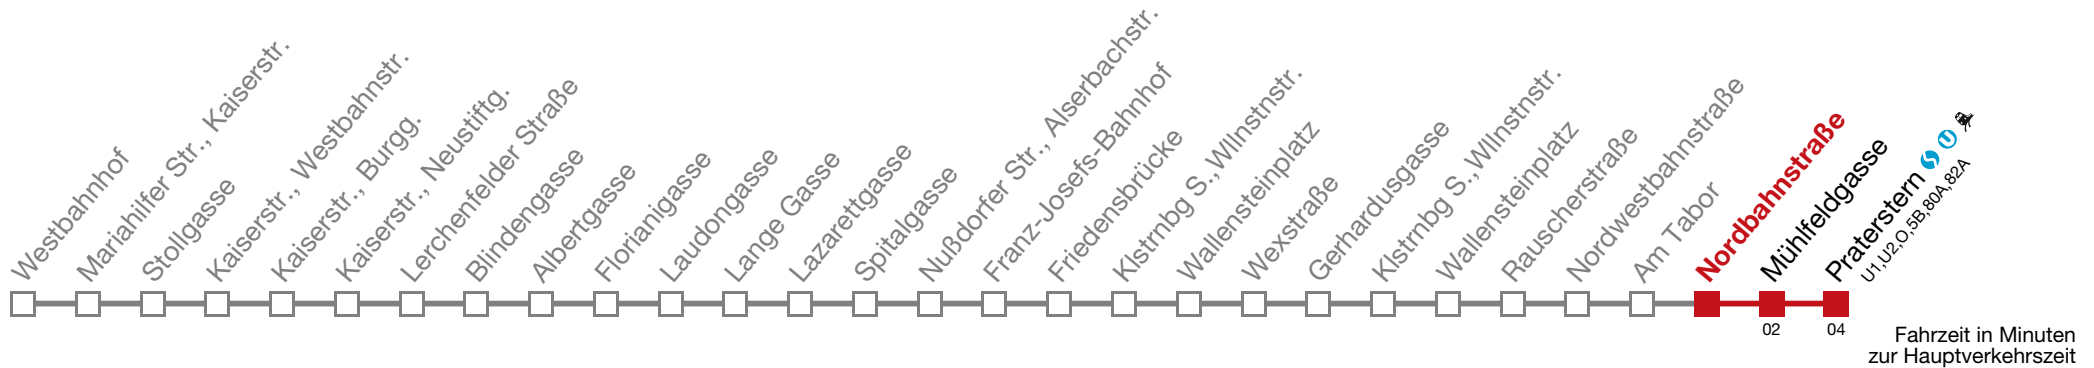 Westbahnhof
Mariahilfer Str., Kaiserstr.
Stollgasse
Kaiserstr., Westbahnstr.
Kaiserstr., Burgg.
Kaiserstr., Neustiftg.
Lerchenfelder Straße
Blindengasse
Albertgasse
Florianigasse
Laudongasse
Lange Gasse
Lazarettgasse
Spitalgasse
Nußdorfer Str., Alserbachstr.
Franz-Josefs-Bahnhof
Friedensbrücke
Klstrnbg S.,Wllnstnstr.
Wallensteinplatz
Wexstraße
Gerhardusgasse
Klstrnbg S.,Wllnstnstr.
Wallensteinplatz
Rauscherstraße
Nordwestbahnstraße
Am Tabor
Nordbahnstraße
Mühlfeldgasse
Praterstern S U
U1,U2,O,5B,80A,82A
02
04
Fahrzeit in Minuten
zur Hauptverkehrszeit